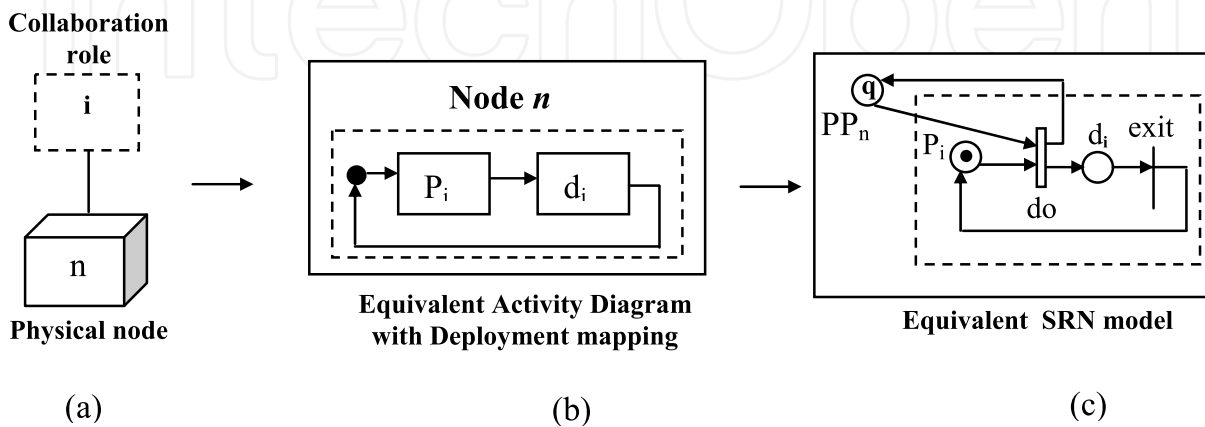 IntechOpen
Collaboration
role
i
n
Physical node
(a)
Node n
Pi
di
Equivalent Activity Diagram
with Deployment mapping
(b)
q
PPn
Pi
di
exit
do
Equivalent SRN model
(c)